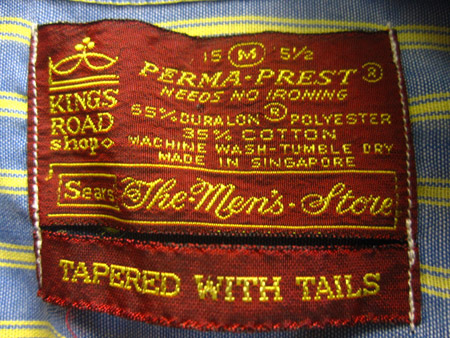 15 M 15½
PERMA-PREST®
NEEDS NO IRONING
65% DURALON® POLYESTER
35% COTTON
MACHINE WASH-TUMBLE DRY
MADE IN SINGAPORE
KINGS
ROAD
shop
Sears The-Men's-Store
TAPERED WITH TAILS